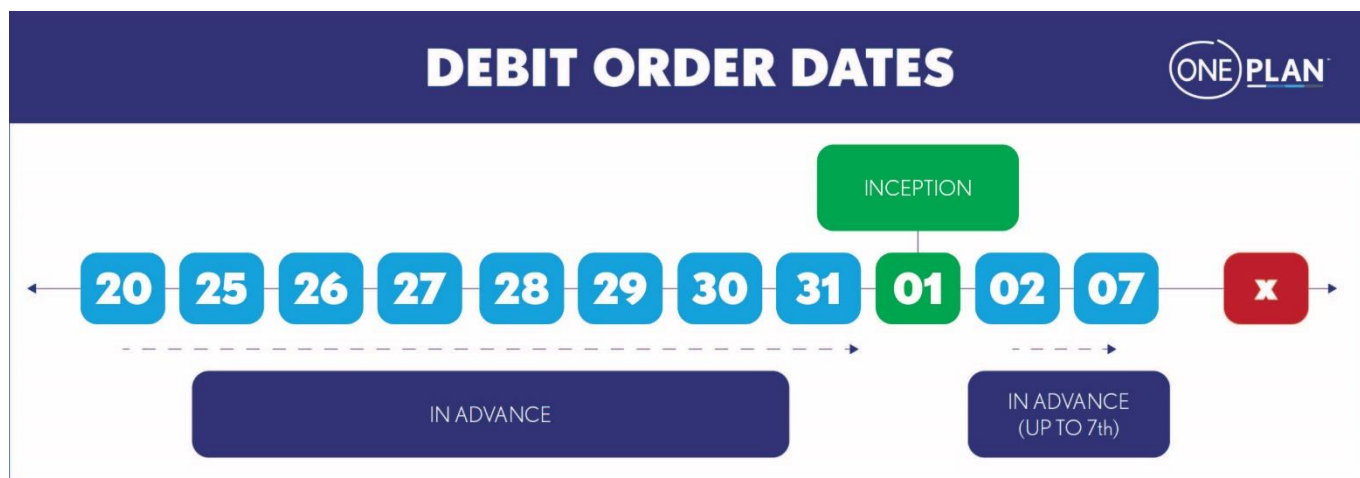 DEBIT ORDER DATES
ONE PLAN
INCEPTION
20 25 26 27 28 29 30 31 01 02 07 x
IN ADVANCE
IN ADVANCE
(UP TO 7th)